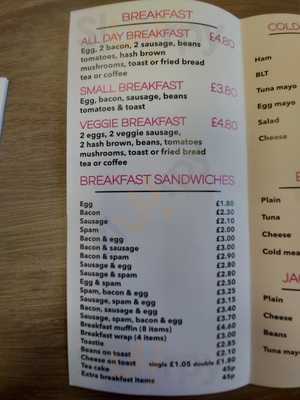 BREAKFAST
ALL DAY BREAKFAST £4.80
Egg, 2 bacon, 2 sausage, beans
tomatoes, hash brown
mushrooms, toast or fried bread
tea or coffee
SMALL BREAKFAST £3.80
Egg, bacon, sausage, beans
tomatoes & toast
VEGGIE BREAKFAST £4.80
2 eggs, 2 veggie sausage,
2 hash brown, beans, tomatoes
mushrooms, toast or fried bread
tea or coffee
BREAKFAST SANDWICHES
Egg £1.80
Bacon £2.30
Sausage £2.10
Spam £2.00
Bacon & egg £3.00
Bacon & sausage £3.00
Bacon & spam £2.90
Sausage & egg £2.80
Sausage & spam £2.80
Egg & spam £2.50
Spam, bacon & egg £3.25
Sausage, spam & egg £3.15
Bacon, sausage & egg £3.40
Sausage, spam, bacon & egg £3.70
Breakfast muffin (8 items) £4.60
Breakfast wrap (4 items) £3.00
Toastie £2.85
Beans on toast £2.10
Cheese on toast single £1.05 double £1.80
Tea cake 45p
Extra breakfast items 45p
COLD
Ham
BLT
Tuna mayo
Egg mayo
Salad
Cheese
Plain
Tuna
Cheese
Cold mea
JA
Plain
Cheese
Beans
Tuna mayo